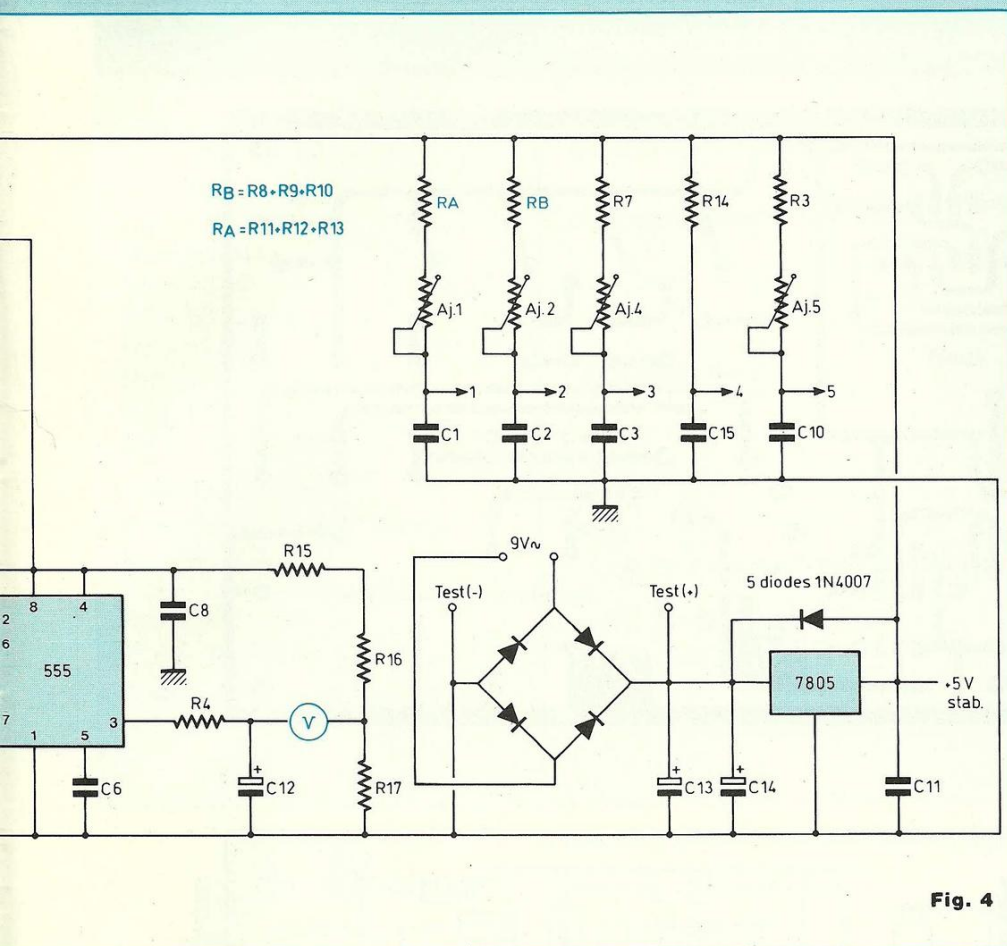 RB=R8+R9+R10
RA=R11+R12+R13
RA
RB
R7
R14
R3
Aj.1
Aj.2
Aj.4
Aj.5
1
2
3
4
5
C1
C2
C3
C15
C10
9V~
R15
Test(-)
Test(+)
5 diodes 1N4007
8
4
2
6
C8
555
R16
7805
+5V
stab.
R4
V
7
3
1
5
C6
C12
+
R17
+
C13
+
C14
C11
Fig. 4